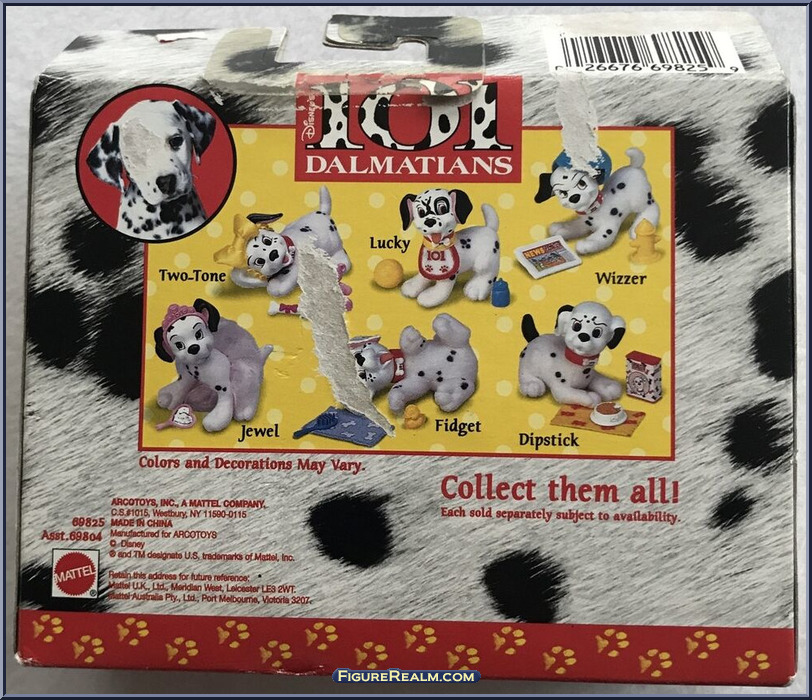 0 26676 69825 9
DISNEY'S
101
DALMATIANS
Two-Tone
Lucky
101
NEWS
Wizzer
Jewel
Fidget
Dipstick
Colors and Decorations May Vary.
Collect them all!
Each sold separately subject to availability.
69825
Asst.69804
ARCOTOYS, INC., A MATTEL COMPANY,
C.S.#1015, Westbury, NY 11590-0115
MADE IN CHINA
Manufactured for ARCOTOYS
© Disney
® and TM designate U.S. trademarks of Mattel, Inc.
MATTEL
®
Retain this address for future reference:
Mattel U.K., Ltd., Meridian West, Leicester LE3 2WT.
Mattel Australia Pty., Ltd., Port Melbourne, Victoria 3207.
FIGUREREALM.COM